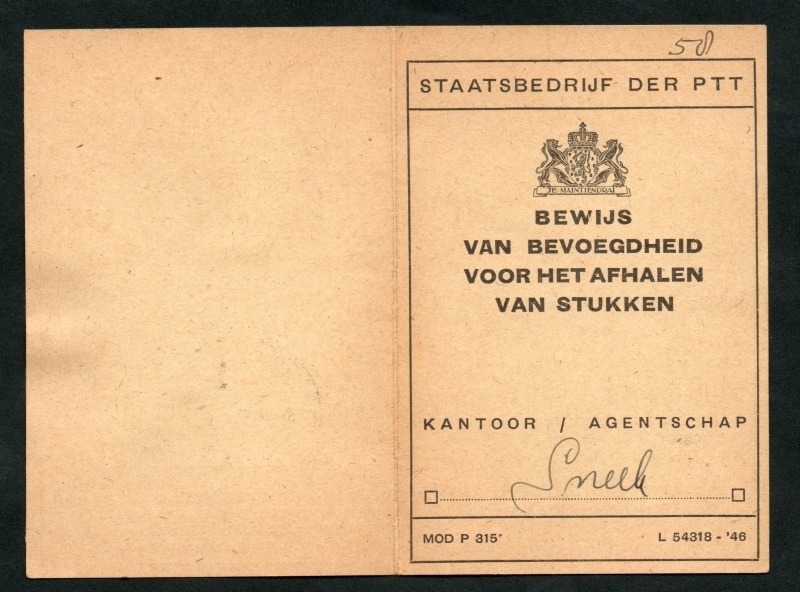 58
STAATSBEDRIJF DER PTT
JE MAINTIENDRAI
BEWIJS
VAN BEVOEGDHEID
VOOR HET AFHALEN
VAN STUKKEN
KANTOOR / AGENTSCHAP
Sneek
MOD P 315*
L 54318 - '46